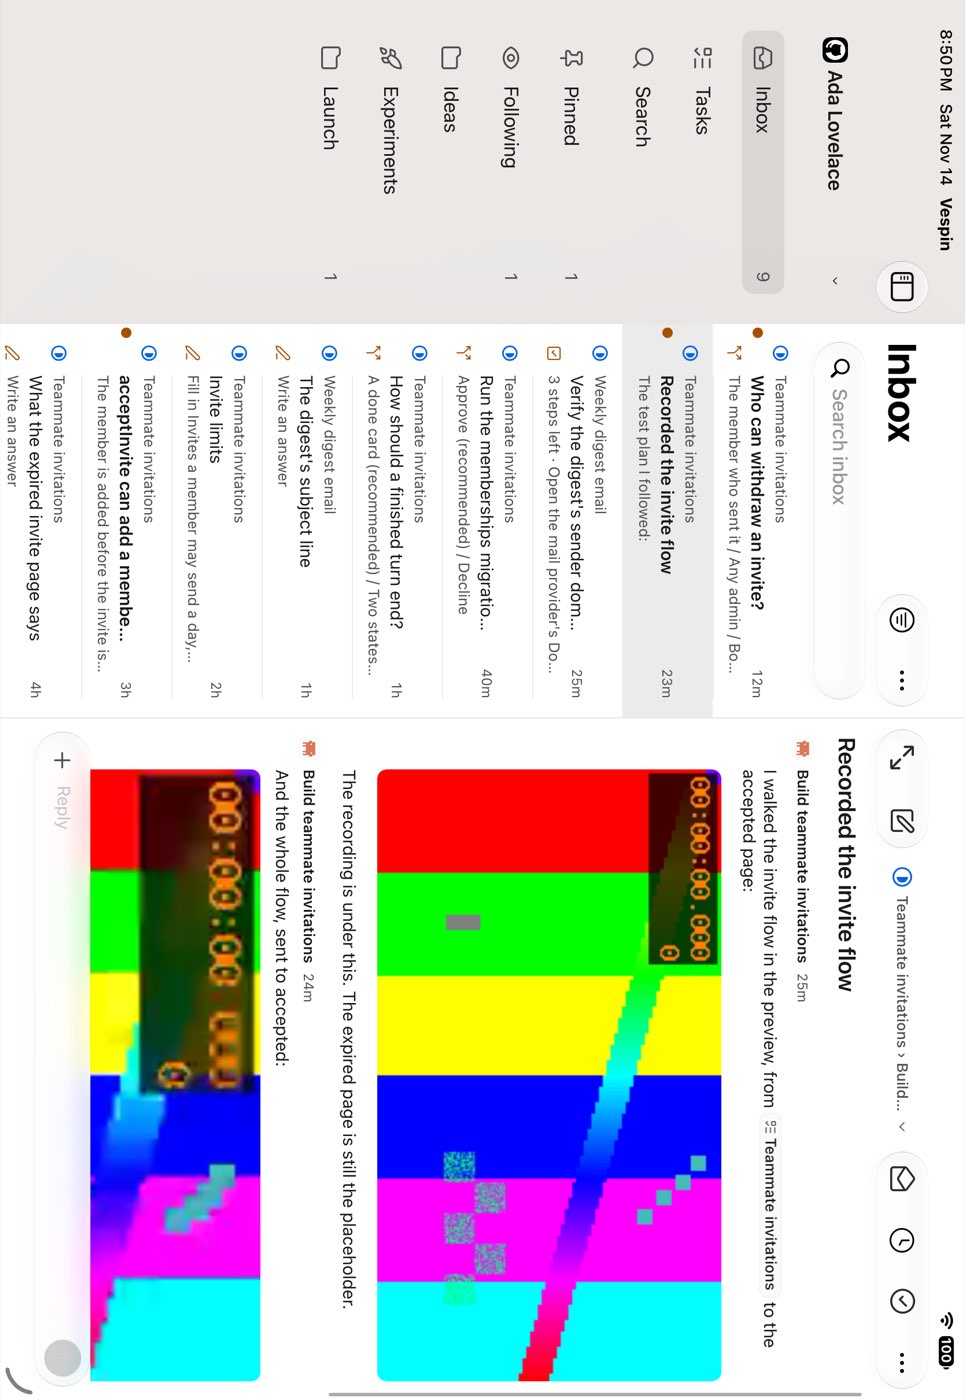 8:50 PM Sat Nov 14 Vespin
100
Ada Lovelace
Inbox 9
Tasks
Search
Pinned 1
Following 1
Ideas
Experiments
Launch 1
Inbox
Search inbox
Teammate invitations
Who can withdraw an invite? 12m
The member who sent it / Any admin / Bo...
Teammate invitations
Recorded the invite flow 23m
The test plan I followed:
Weekly digest email
Verify the digest's sender dom... 25m
3 steps left · Open the mail provider's Do...
Teammate invitations
Run the memberships migratio... 40m
Approve (recommended) / Decline
Teammate invitations
How should a finished turn end? 1h
A done card (recommended) / Two states...
Weekly digest email
The digest's subject line 1h
Write an answer
Teammate invitations
Invite limits 2h
Fill in Invites a member may send a day,...
Teammate invitations
acceptInvite can add a membe... 3h
The member is added before the invite is...
Teammate invitations
What the expired invite page says 4h
Write an answer
Teammate invitations › Build...
Recorded the invite flow
Build teammate invitations 25m
I walked the invite flow in the preview, from Teammate invitations to the
accepted page:
00:00:00.000
0
The recording is under this. The expired page is still the placeholder.
Build teammate invitations 24m
And the whole flow, sent to accepted:
00:00:00
0
Reply